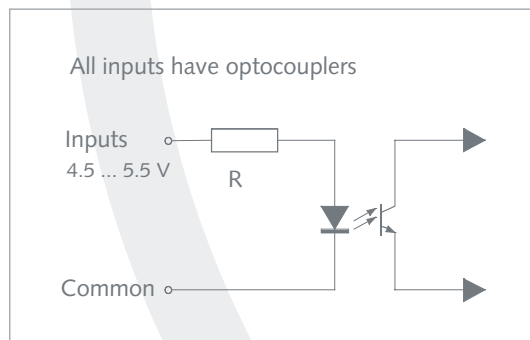 All inputs have optocouplers
Inputs
4.5 ... 5.5 V
R
Common